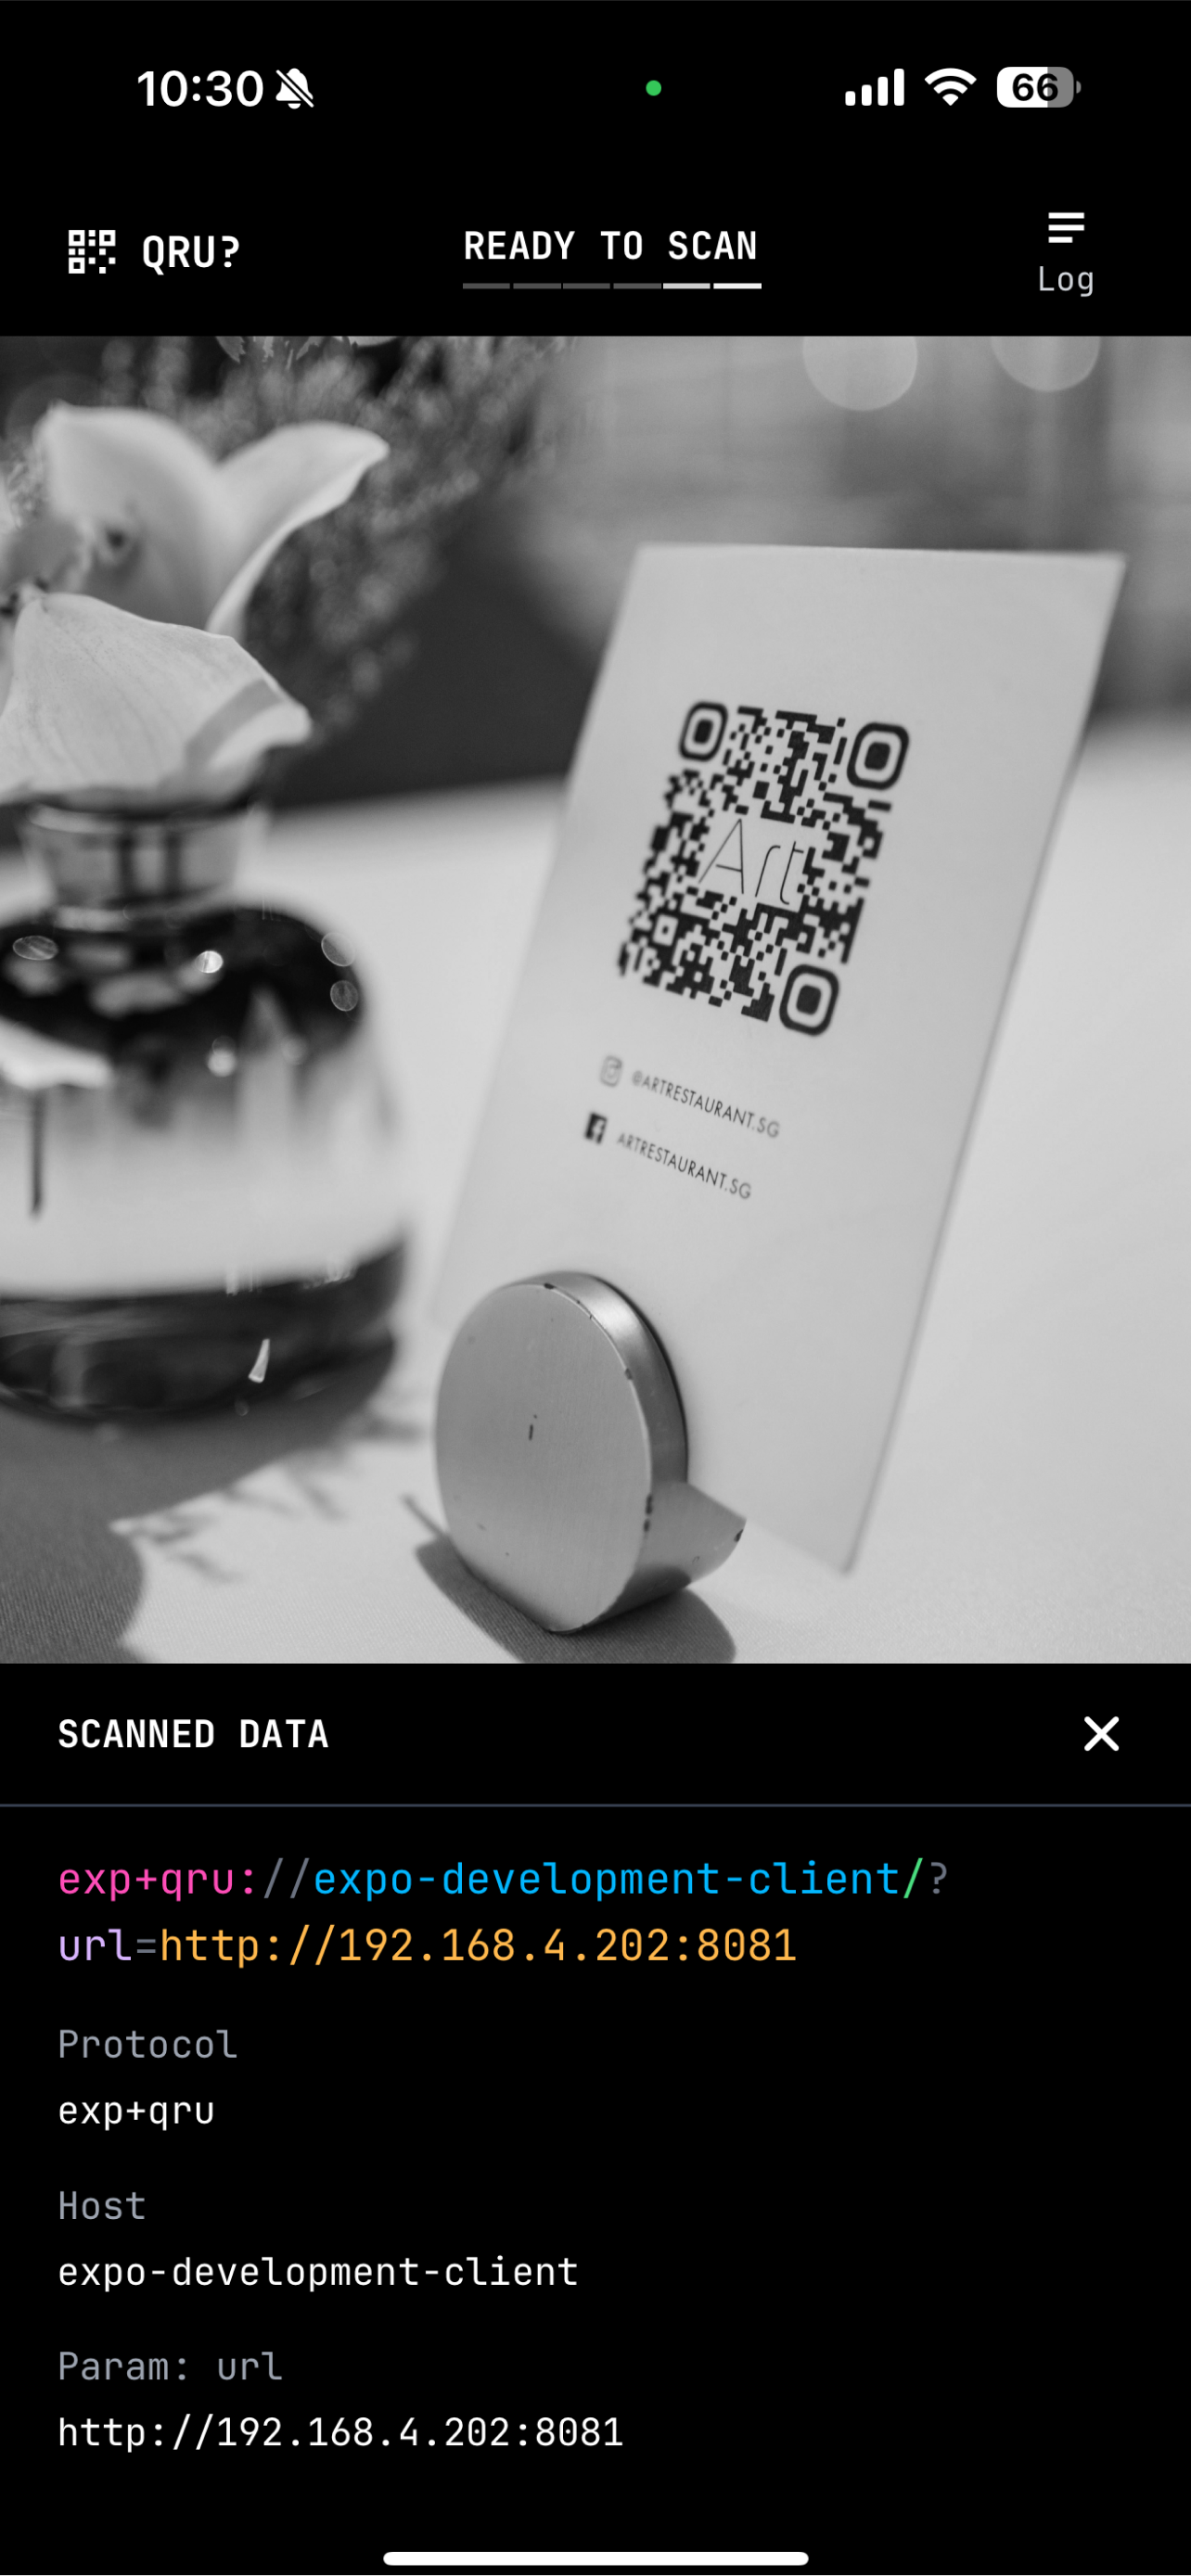 10:30
66
QRU?
READY TO SCAN
Log
Art
@ARTRESTAURANT.SG
ARTRESTAURANT.SG
SCANNED DATA
exp+qru://expo-development-client/?
url=http://192.168.4.202:8081
Protocol
exp+qru
Host
expo-development-client
Param: url
http://192.168.4.202:8081